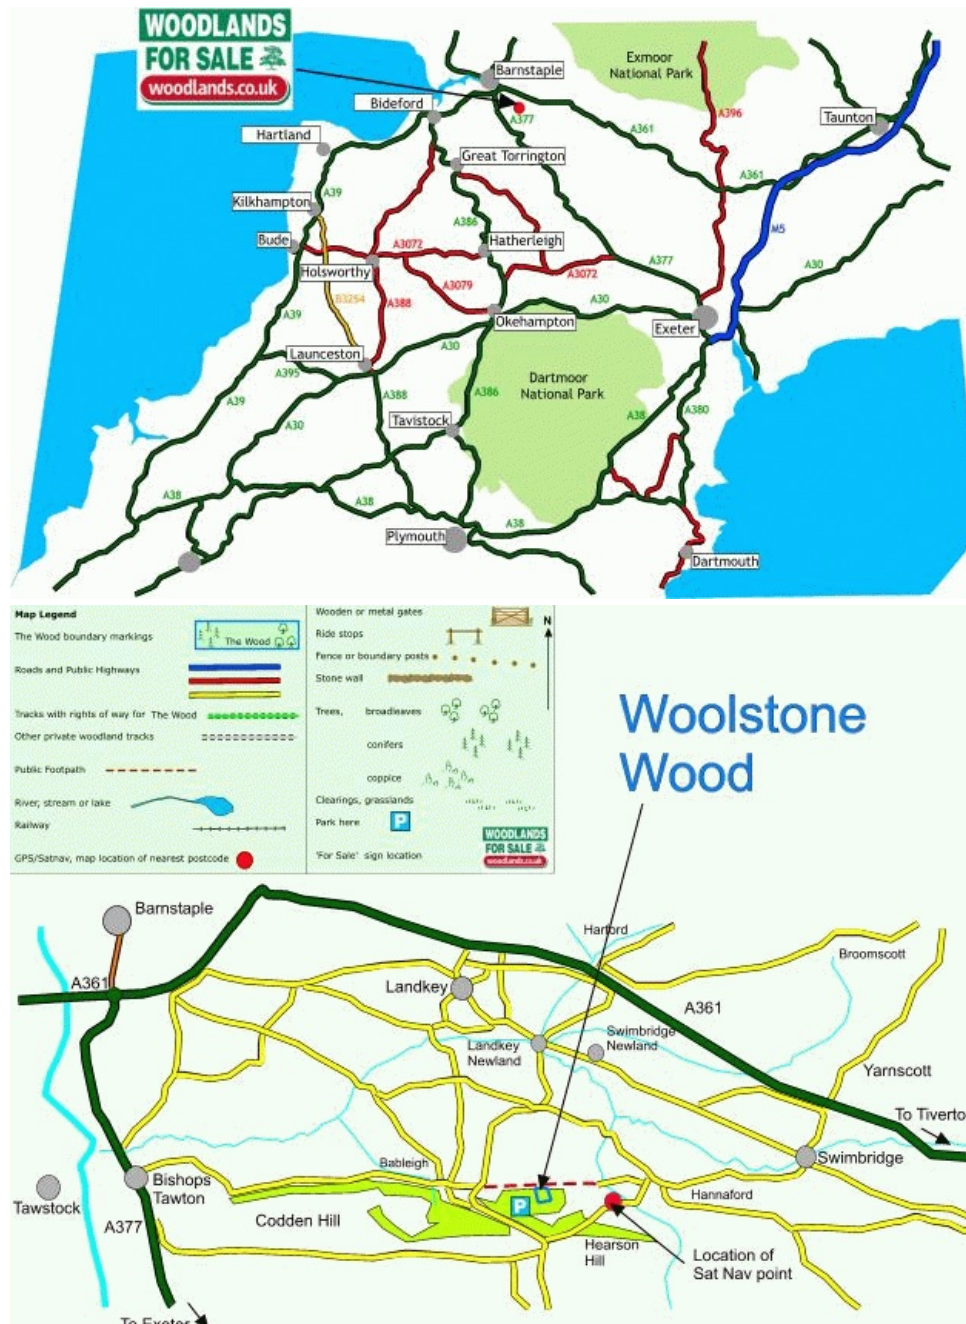 WOODLANDS
FOR SALE
woodlands.co.uk
Exmoor
National Park
Barnstaple
Bideford
A377
A396
Taunton
Hartland
A361
Great Torrington
A361
A39
Kilkhampton
A386
M5
Bude
A3072
Hatherleigh
A377
A30
Holsworthy
A3079
A3072
B3254
A388
A30
A39
Okehampton
Exeter
Launceston
A30
A395
Dartmoor
National Park
A388
A386
A39
A38
A380
Tavistock
A30
A38
A38
A38
Plymouth
Dartmouth
Map Legend
The Wood boundary markings
The Wood
Roads and Public Highways
Tracks with rights of way for The Wood
Other private woodland tracks
Public Footpath
River, stream or lake
Railway
GPS/Satnav, map location of nearest postcode
Wooden or metal gates
N
Ride stops
Fence or boundary posts
Stone wall
Trees, broadleaves
conifers
coppice
Clearings, grasslands
Park here
P
'For Sale' sign location
WOODLANDS
FOR SALE
woodlands.co.uk
Woolstone
Wood
Barnstaple
Harford
Broomscott
A361
Landkey
A361
Swimbridge
Newland
Landkey
Newland
Yarnscott
To Tiverto
Bableigh
Swimbridge
Bishops
Tawton
Hannaford
Tawstock
P
Codden Hill
A377
Hearson
Hill
Location of
Sat Nav point
To Exeter